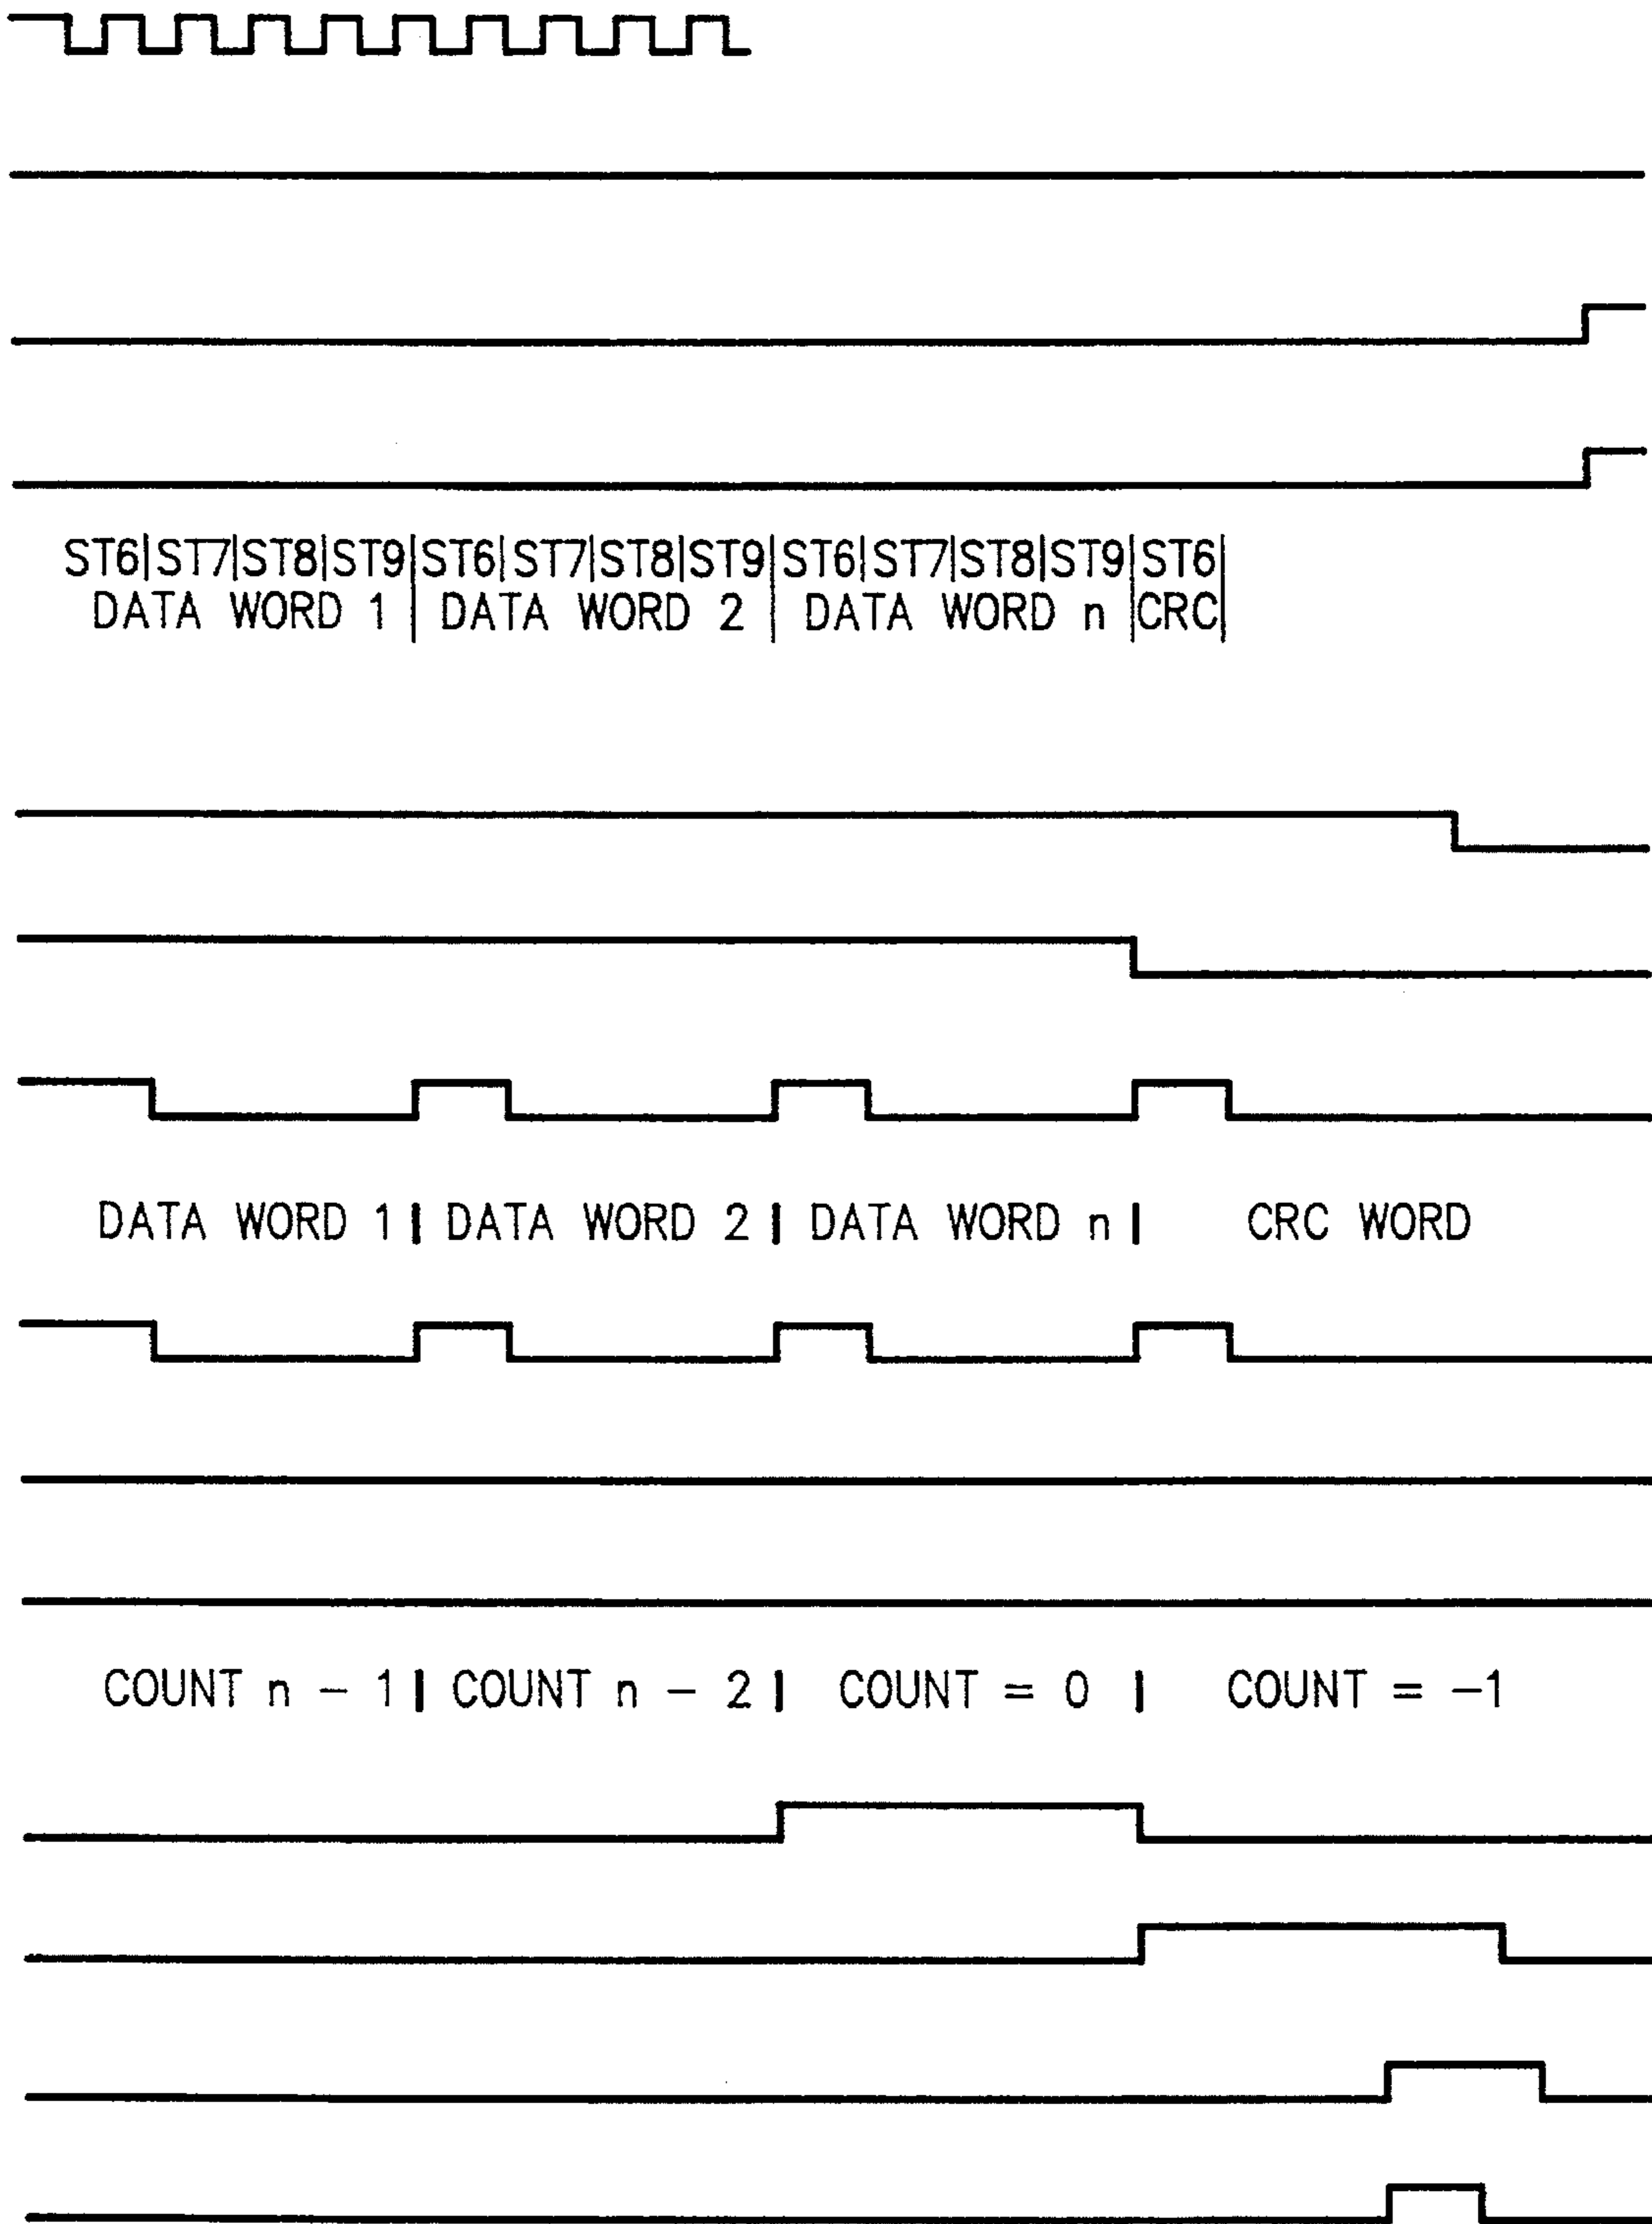 ST6|ST7|ST8|ST9|ST6|ST7|ST8|ST9|ST6|ST7|ST8|ST9|ST6|
DATA WORD 1|DATA WORD 2|DATA WORD n|CRC|
DATA WORD 1|DATA WORD 2|DATA WORD n|CRC WORD
COUNT n - 1|COUNT n - 2|COUNT = 0|COUNT = -1